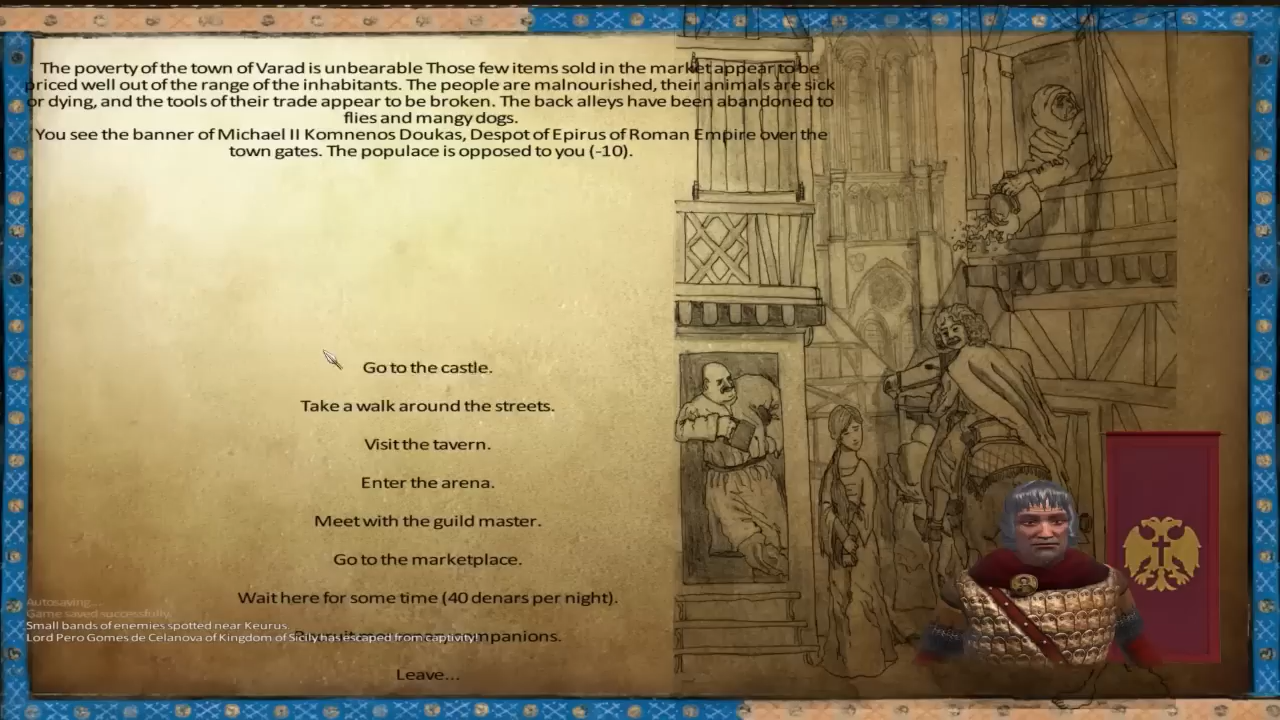 The poverty of the town of Varad is unbearable Those few items sold in the market appear to be
priced well out of the range of the inhabitants. The people are malnourished, their animals are sick
or dying, and the tools of their trade appear to be broken. The back alleys have been abandoned to
flies and mangy dogs.
You see the banner of Michael II Komnenos Doukas, Despot of Epirus of Roman Empire over the
town gates. The populace is opposed to you (-10).
Go to the castle.
Take a walk around the streets.
Visit the tavern.
Enter the arena.
Meet with the guild master.
Go to the marketplace.
Wait here for some time (40 denars per night).
Autosaving...
Game saved successfully.
Small bands of enemies spotted near Keurus.
Lord Pero Gomes de Celanova of Kingdom of Sicily has escaped from captivity!
companions.
Leave...